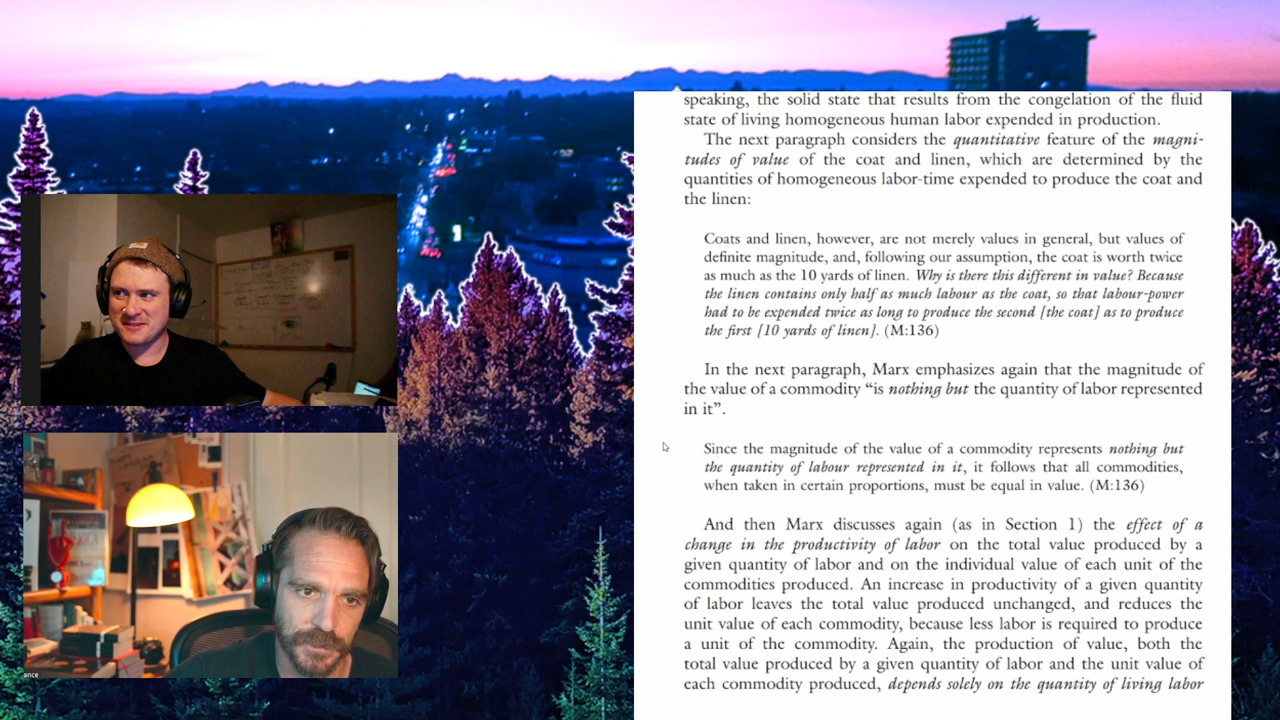 speaking, the solid state that results from the congelation of the fluid
state of living homogeneous human labor expended in production.
The next paragraph considers the quantitative feature of the magni-
tudes of value of the coat and linen, which are determined by the
quantities of homogeneous labor-time expended to produce the coat and
the linen:
Coats and linen, however, are not merely values in general, but values of
definite magnitude, and, following our assumption, the coat is worth twice
as much as the 10 yards of linen. Why is there this different in value? Because
the linen contains only half as much labour as the coat, so that labour-power
had to be expended twice as long to produce the second [the coat] as to produce
the first [10 yards of linen]. (M:136)
In the next paragraph, Marx emphasizes again that the magnitude of
the value of a commodity “is nothing but the quantity of labor represented
in it”.
Since the magnitude of the value of a commodity represents nothing but
the quantity of labour represented in it, it follows that all commodities,
when taken in certain proportions, must be equal in value. (M:136)
And then Marx discusses again (as in Section 1) the effect of a
change in the productivity of labor on the total value produced by a
given quantity of labor and on the individual value of each unit of the
commodities produced. An increase in productivity of a given quantity
of labor leaves the total value produced unchanged, and reduces the
unit value of each commodity, because less labor is required to produce
a unit of the commodity. Again, the production of value, both the
total value produced by a given quantity of labor and the unit value of
each commodity produced, depends solely on the quantity of living labor
ance